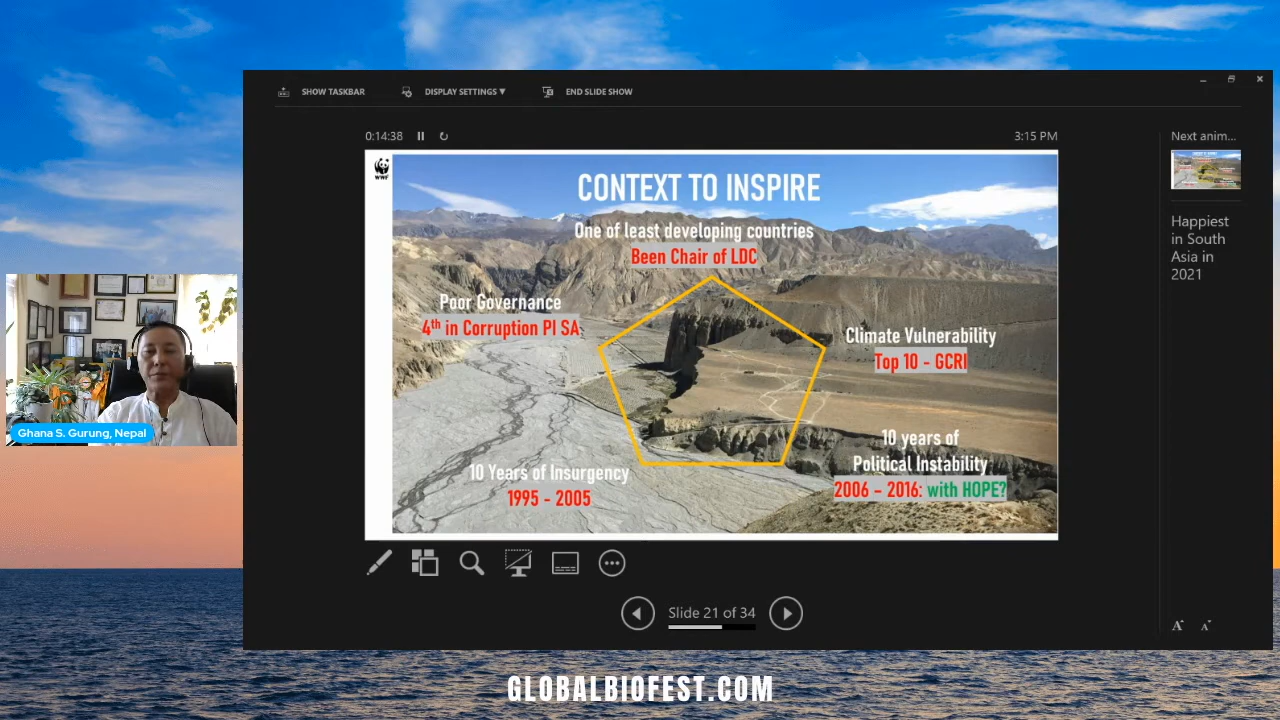 SHOW TASKBAR
DISPLAY SETTINGS ▼
END SLIDE SHOW
0:14:38
3:15 PM
Next anim...
WWF
CONTEXT TO INSPIRE
One of least developing countries
Been Chair of LDC
Poor Governance
4th in Corruption PI SA
Climate Vulnerability
Top 10 - GCRI
10 Years of Insurgency
1995 - 2005
10 years of
Political Instability
2006 – 2016: with HOPE?
Happiest
in South
Asia in
2021
Ghana S. Gurung, Nepal
Slide 21 of 34
A A
GLOBALBIOFEST.COM